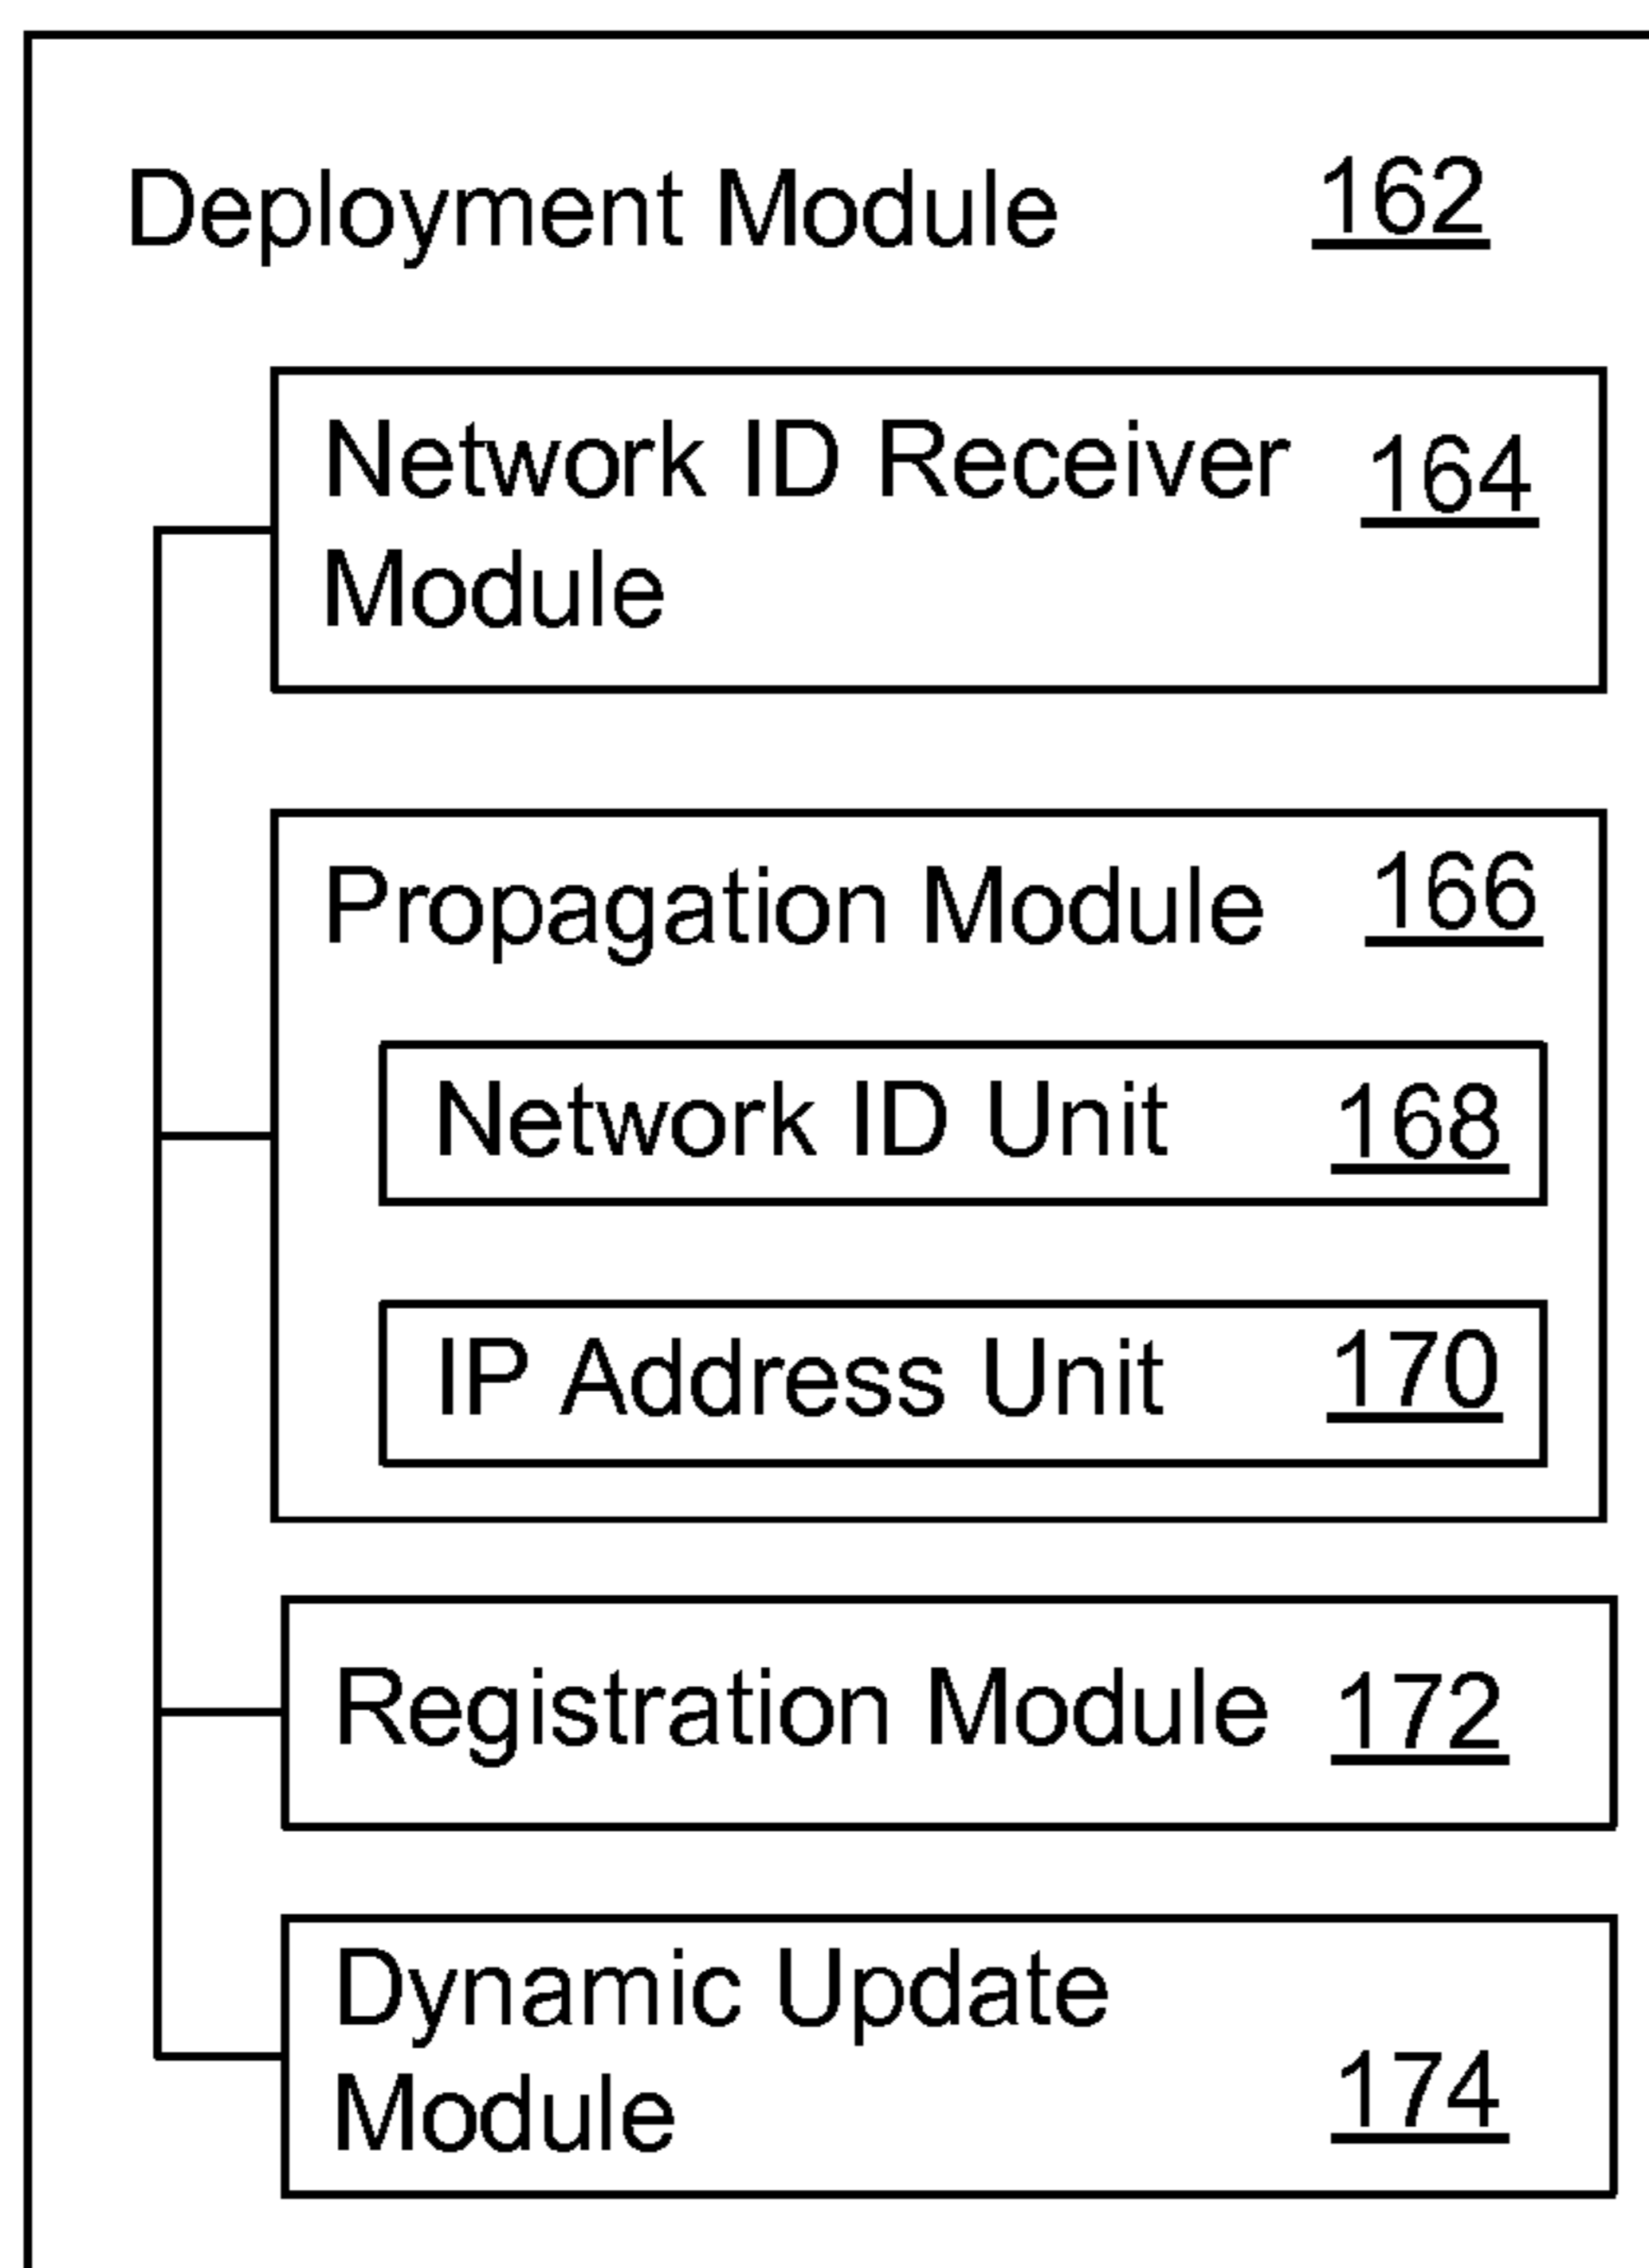 Deployment Module 162
Network ID Receiver 164
Module
Propagation Module 166
Network ID Unit 168
IP Address Unit 170
Registration Module 172
Dynamic Update
Module 174